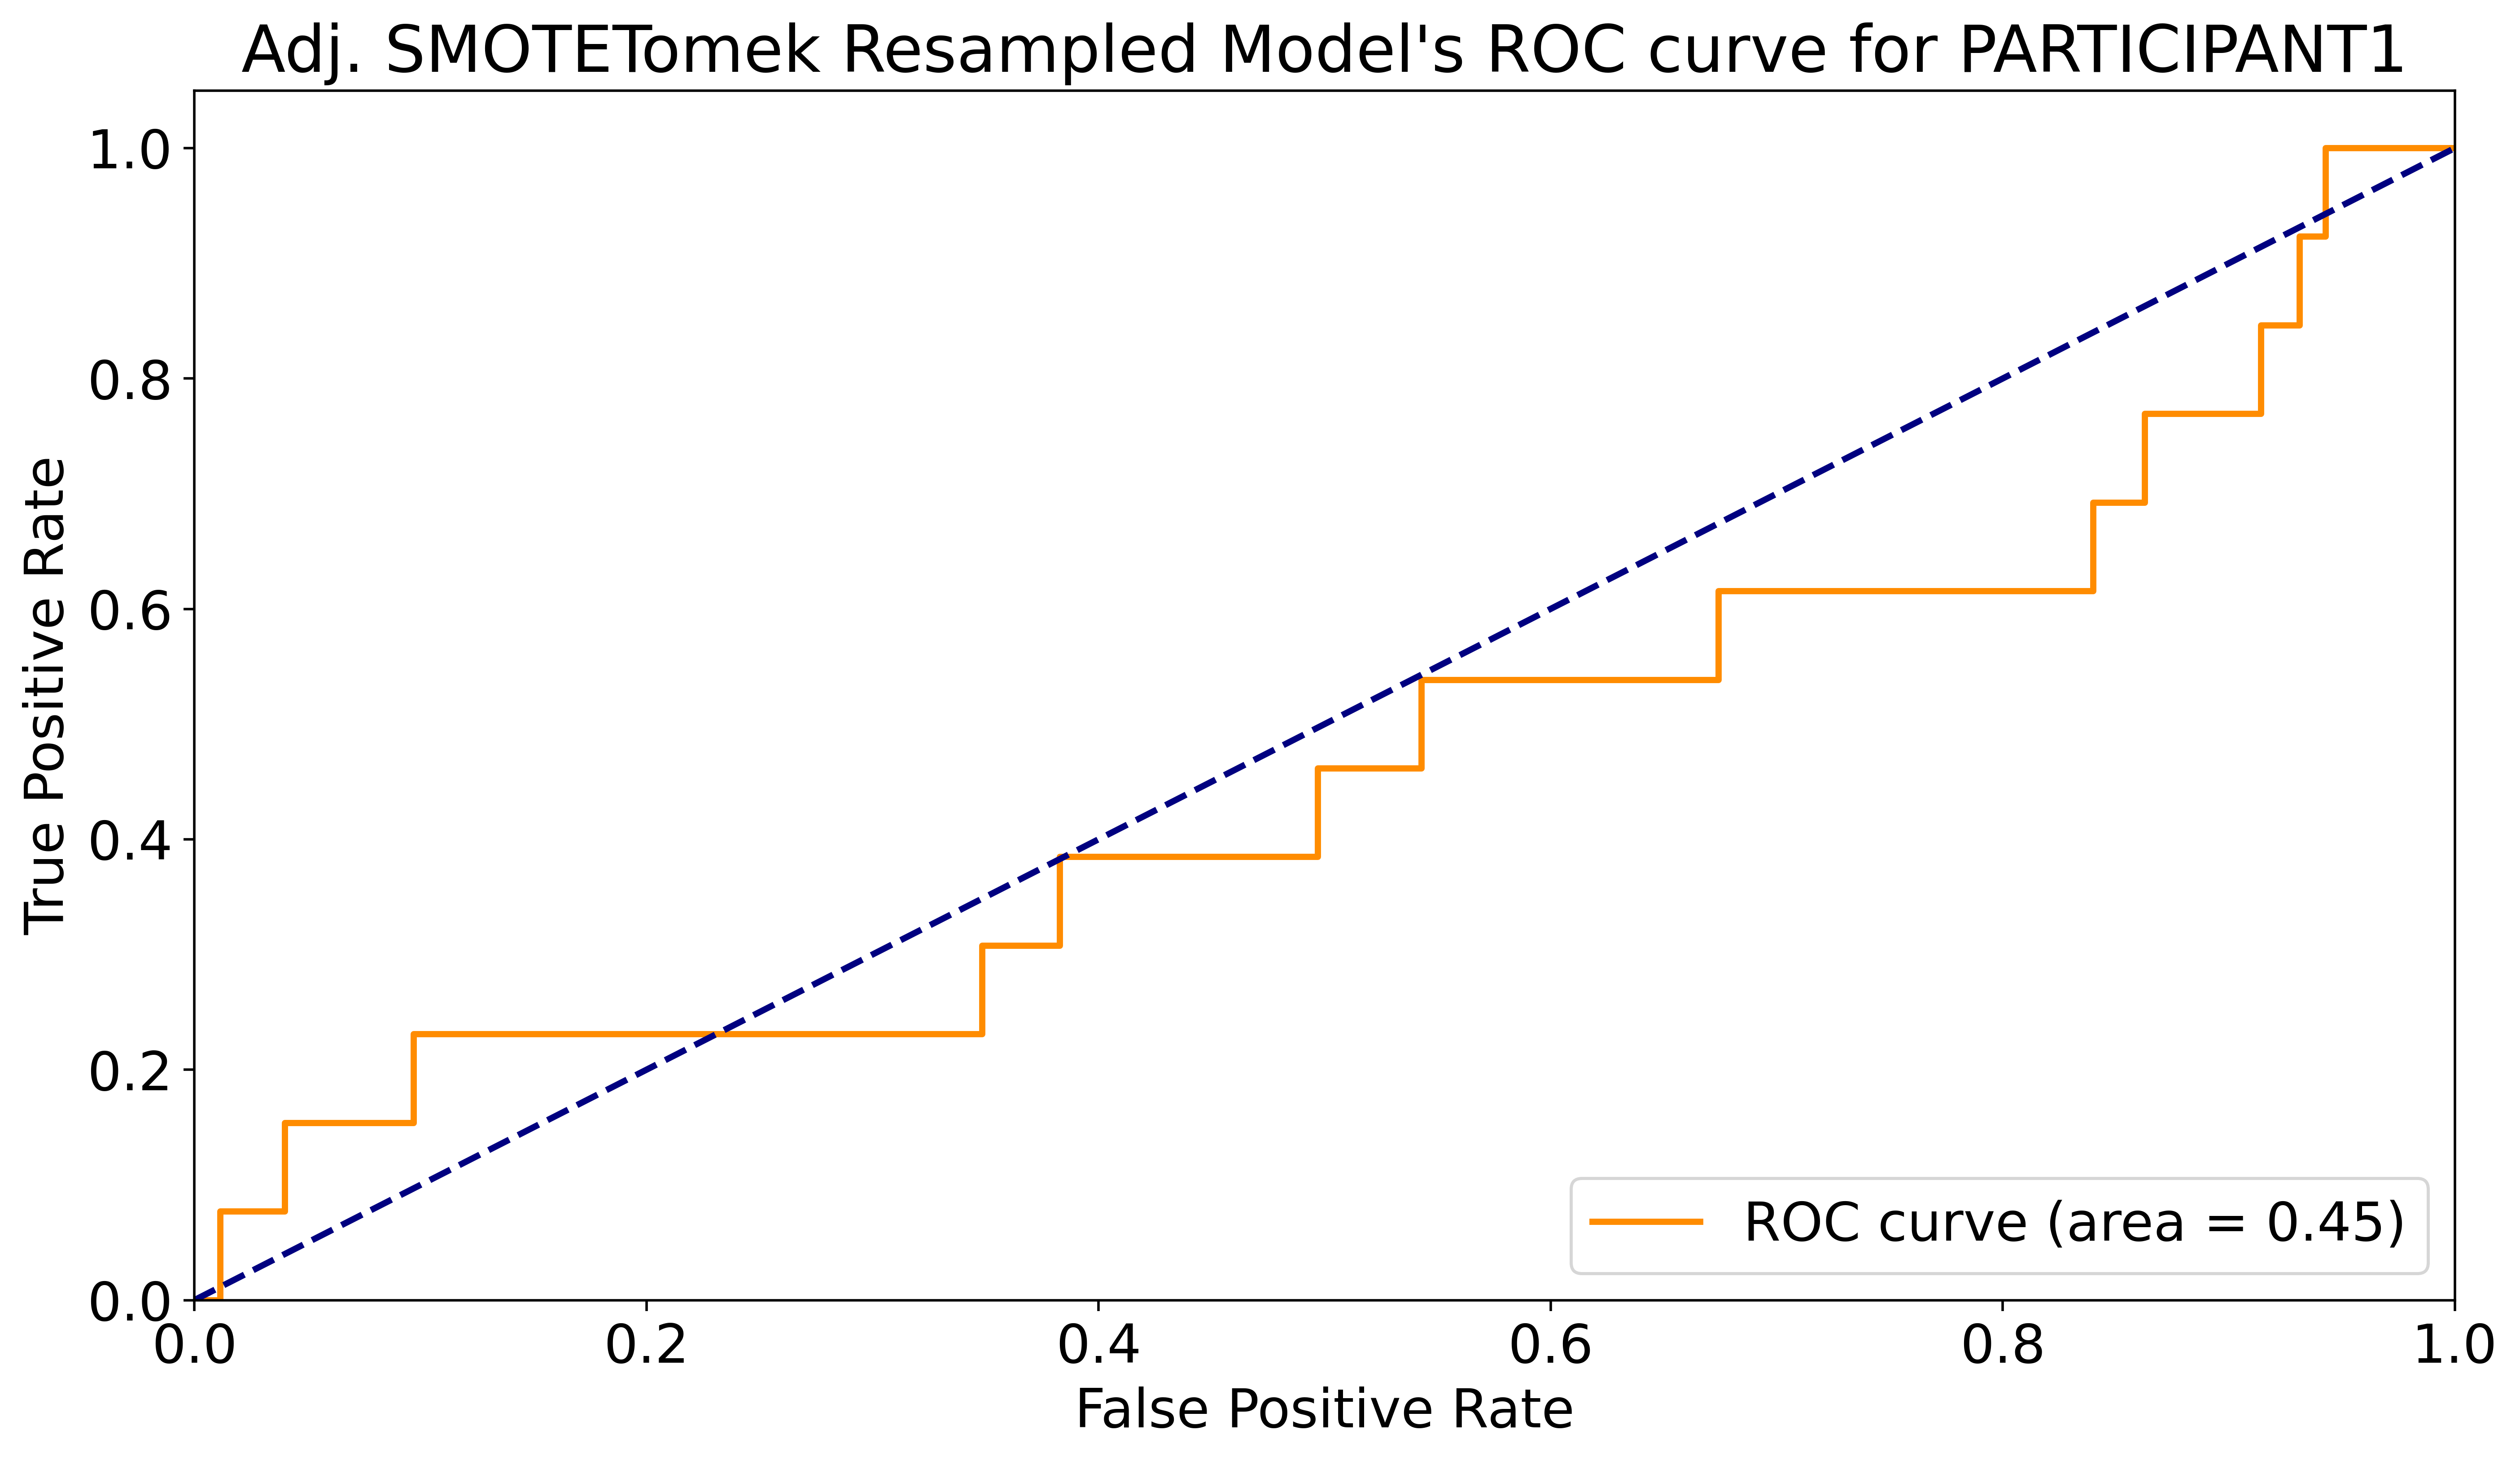 Adj. SMOTETomek Resampled Model's ROC curve for PARTICIPANT1
True Positive Rate
1.0
0.8
0.6
0.4
0.2
0.0
0.0 0.2 0.4 0.6 0.8 1.0
False Positive Rate
ROC curve (area = 0.45)